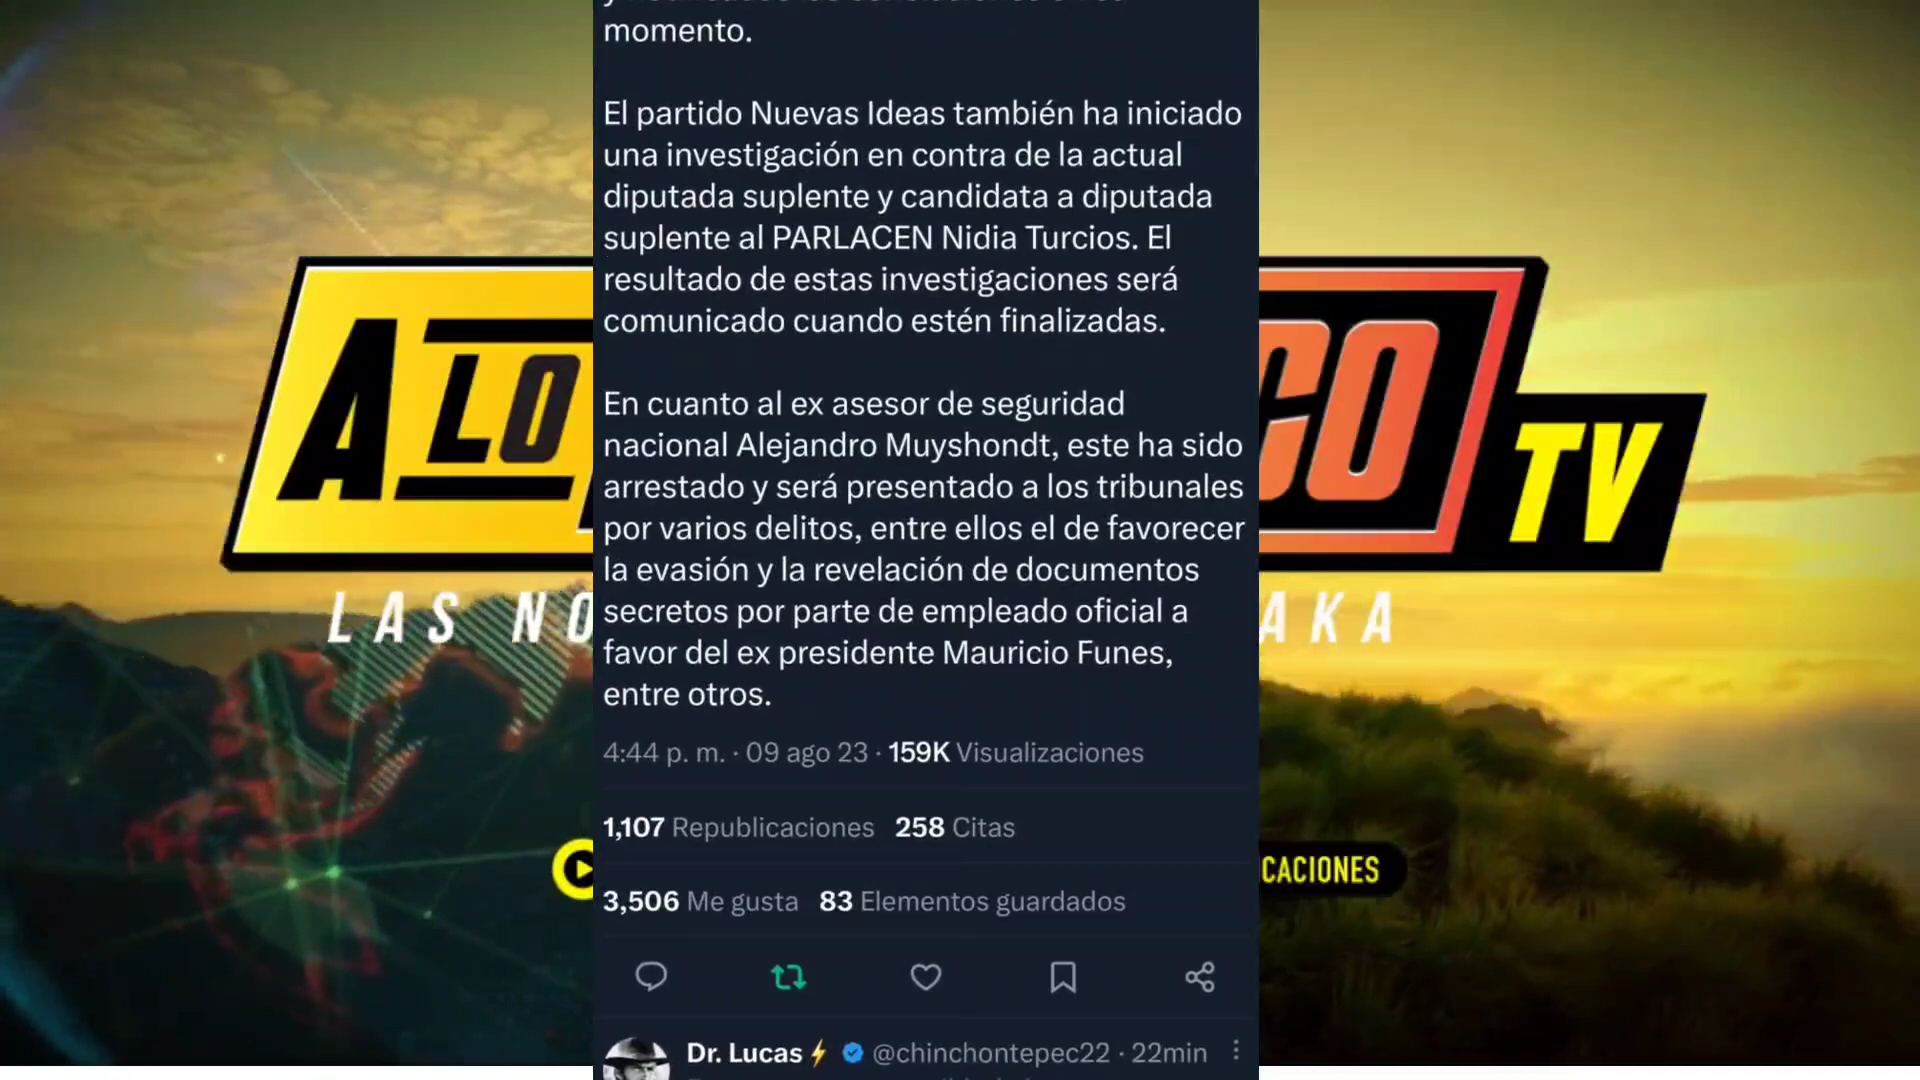 momento.
El partido Nuevas Ideas también ha iniciado
una investigación en contra de la actual
diputada suplente y candidata a diputada
suplente al PARLACEN Nidia Turcios. El
resultado de estas investigaciones será
comunicado cuando estén finalizadas.
En cuanto al ex asesor de seguridad
nacional Alejandro Muyshondt, este ha sido
arrestado y será presentado a los tribunales
por varios delitos, entre ellos el de favorecer
la evasión y la revelación de documentos
secretos por parte de empleado oficial a
favor del ex presidente Mauricio Funes,
entre otros.
4:44 p. m. · 09 ago 23 · 159K Visualizaciones
1,107 Republicaciones 258 Citas
3,506 Me gusta 83 Elementos guardados
Dr. Lucas⚡ @chinchontepec22 · 22min
A LO
CO
TV
LAS NO
AKA
CACIONES